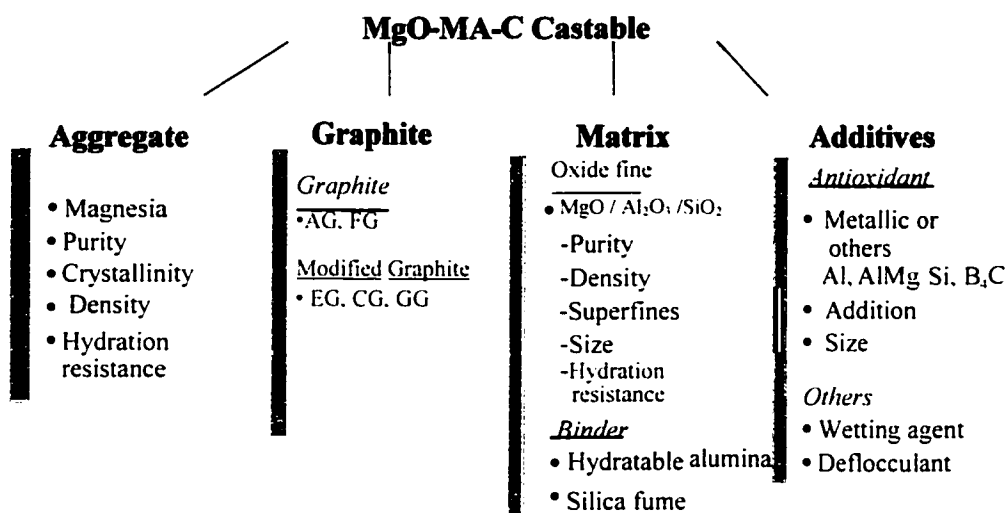 MgO-MA-C Castable
Aggregate
• Magnesia
• Purity
• Crystallinity
• Density
• Hydration
resistance
Graphite
Graphite
• AG. FG
Modified Graphite
• EG. CG. GG
Matrix
Oxide fine
• MgO / Al₂O₃ /SiO₂
-Purity
-Density
-Superfines
-Size
-Hydration
resistance
Binder
• Hydratable alumina
• Silica fume
Additives
Antioxidant
• Metallic or
others
Al, AlMg Si, B₄C
• Addition
• Size
Others
• Wetting agent
• Deflocculant